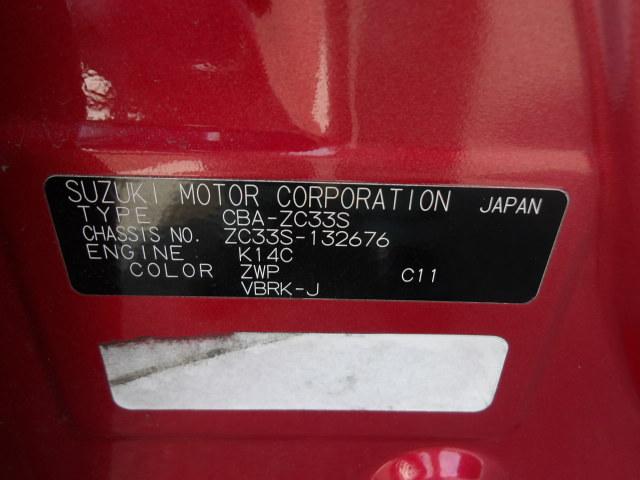 SUZUKI MOTOR CORPORATION JAPAN
TYPE CBA-ZC33S
CHASSIS NO. ZC33S-132676
ENGINE K14C
COLOR ZWP C11
VBRK-J